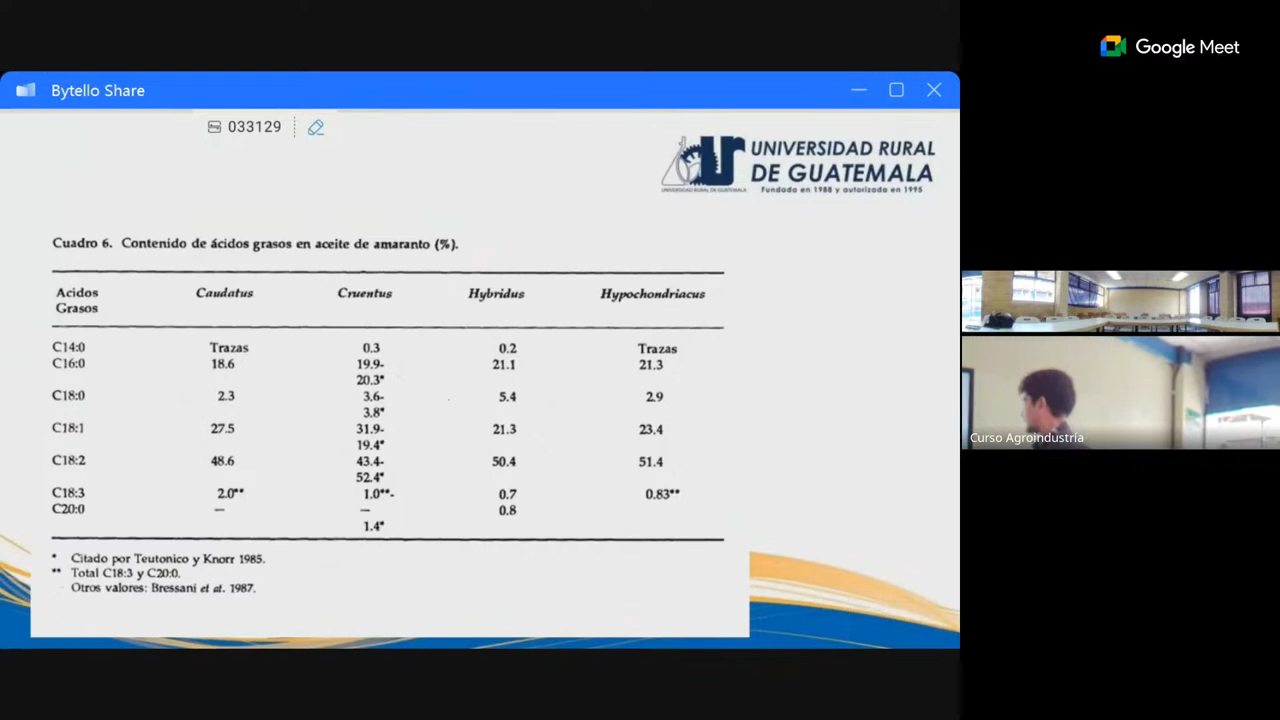 Google Meet
Bytello Share
033129
UNIVERSIDAD RURAL
DE GUATEMALA
Fundada en 1988 y autorizada en 1995
UNIVERSIDAD RURAL DE GUATEMALA
Cuadro 6. Contenido de ácidos grasos en aceite de amaranto (%).
Acidos Caudatus Cruentus Hybridus Hypochondriacus
Grasos
C14:0 Trazas 0.3 0.2 Trazas
C16:0 18.6 19.9- 21.1 21.3
20.3*
C18:0 2.3 3.6- 5.4 2.9
3.8*
C18:1 27.5 31.9- 21.3 23.4
19.4*
C18:2 48.6 43.4- 50.4 51.4
52.4*
C18:3 2.0** 1.0**- 0.7 0.83**
C20:0 — — 0.8
1.4*
* Citado por Teutonico y Knorr 1985.
** Total C18:3 y C20:0.
Otros valores: Bressani et at. 1987.
Curso Agroindustria